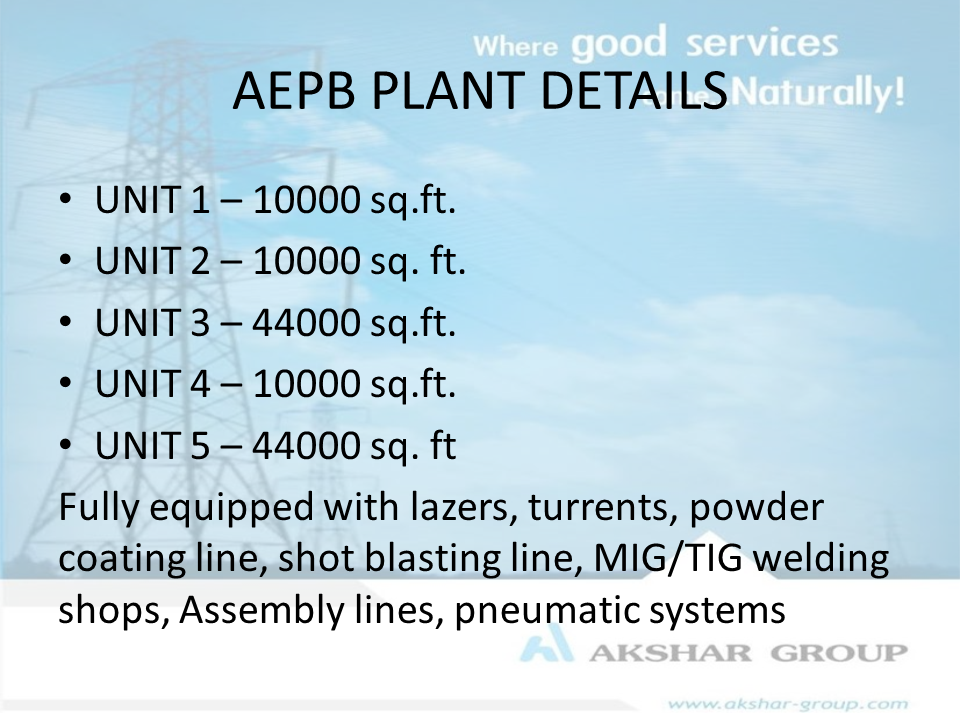 Where good services
come, Naturally!
AEPB PLANT DETAILS
• UNIT 1 – 10000 sq.ft.
• UNIT 2 – 10000 sq. ft.
• UNIT 3 – 44000 sq.ft.
• UNIT 4 – 10000 sq.ft.
• UNIT 5 – 44000 sq. ft
Fully equipped with lazers, turrents, powder
coating line, shot blasting line, MIG/TIG welding
shops, Assembly lines, pneumatic systems
AKSHAR GROUP
www.akshar-group.com